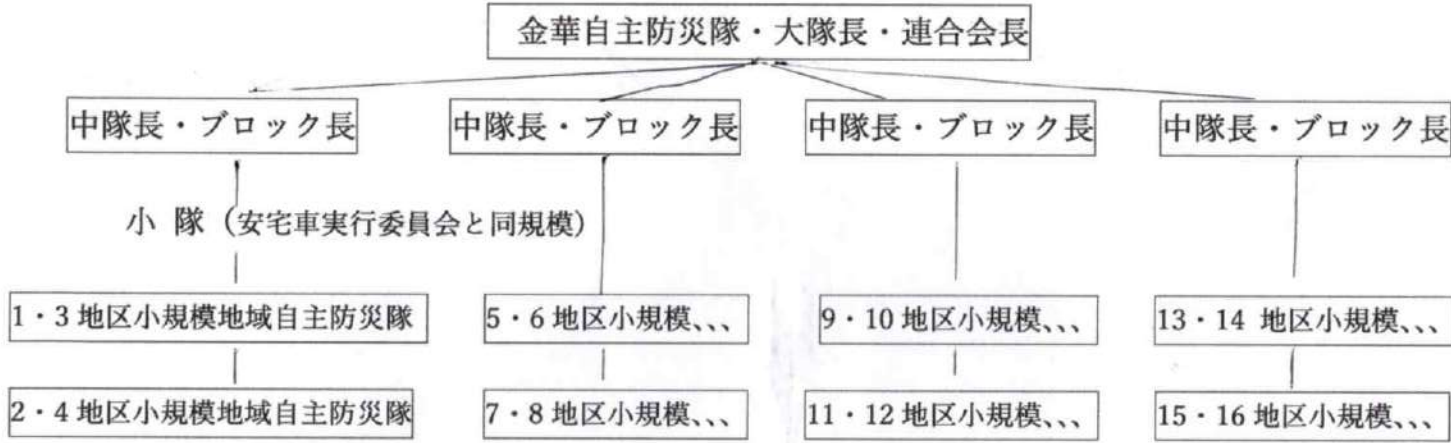 金華自主防災隊・大隊長・連合会長
中隊長・ブロック長
中隊長・ブロック長
中隊長・ブロック長
中隊長・ブロック長
小 隊（安宅車実行委員会と同規模）
1・3 地区小規模地域自主防災隊
5・6 地区小規模、、、
9・10 地区小規模、、、
13・14 地区小規模、、、
2・4 地区小規模地域自主防災隊
7・8 地区小規模、、、
11・12 地区小規模、、、
15・16 地区小規模、、、